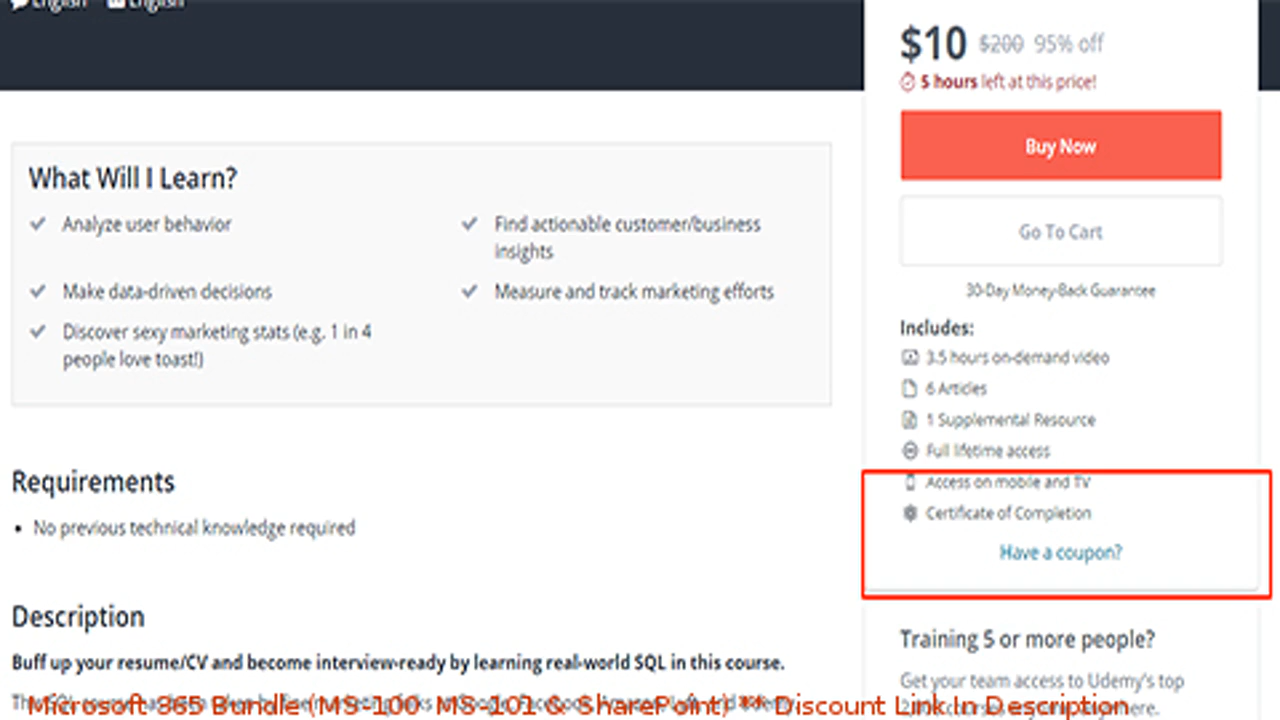 English English
$10 $200 95% off
5 hours left at this price!
Buy Now
Go To Cart
30-Day Money-Back Guarantee
Includes:
3.5 hours on-demand video
6 Articles
1 Supplemental Resource
Full lifetime access
Access on mobile and TV
Certificate of Completion
Have a coupon?
Training 5 or more people?
Get your team access to Udemy's top
What Will I Learn?
Analyze user behavior
Find actionable customer/business
insights
Make data-driven decisions
Measure and track marketing efforts
Discover sexy marketing stats (e.g. 1 in 4
people love toast!)
Requirements
• No previous technical knowledge required
Description
Buff up your resume/CV and become interview-ready by learning real-world SQL in this course.
Microsoft 365 Bundle (MS-100 MS-101 & SharePoint) ** Discount Link In Description